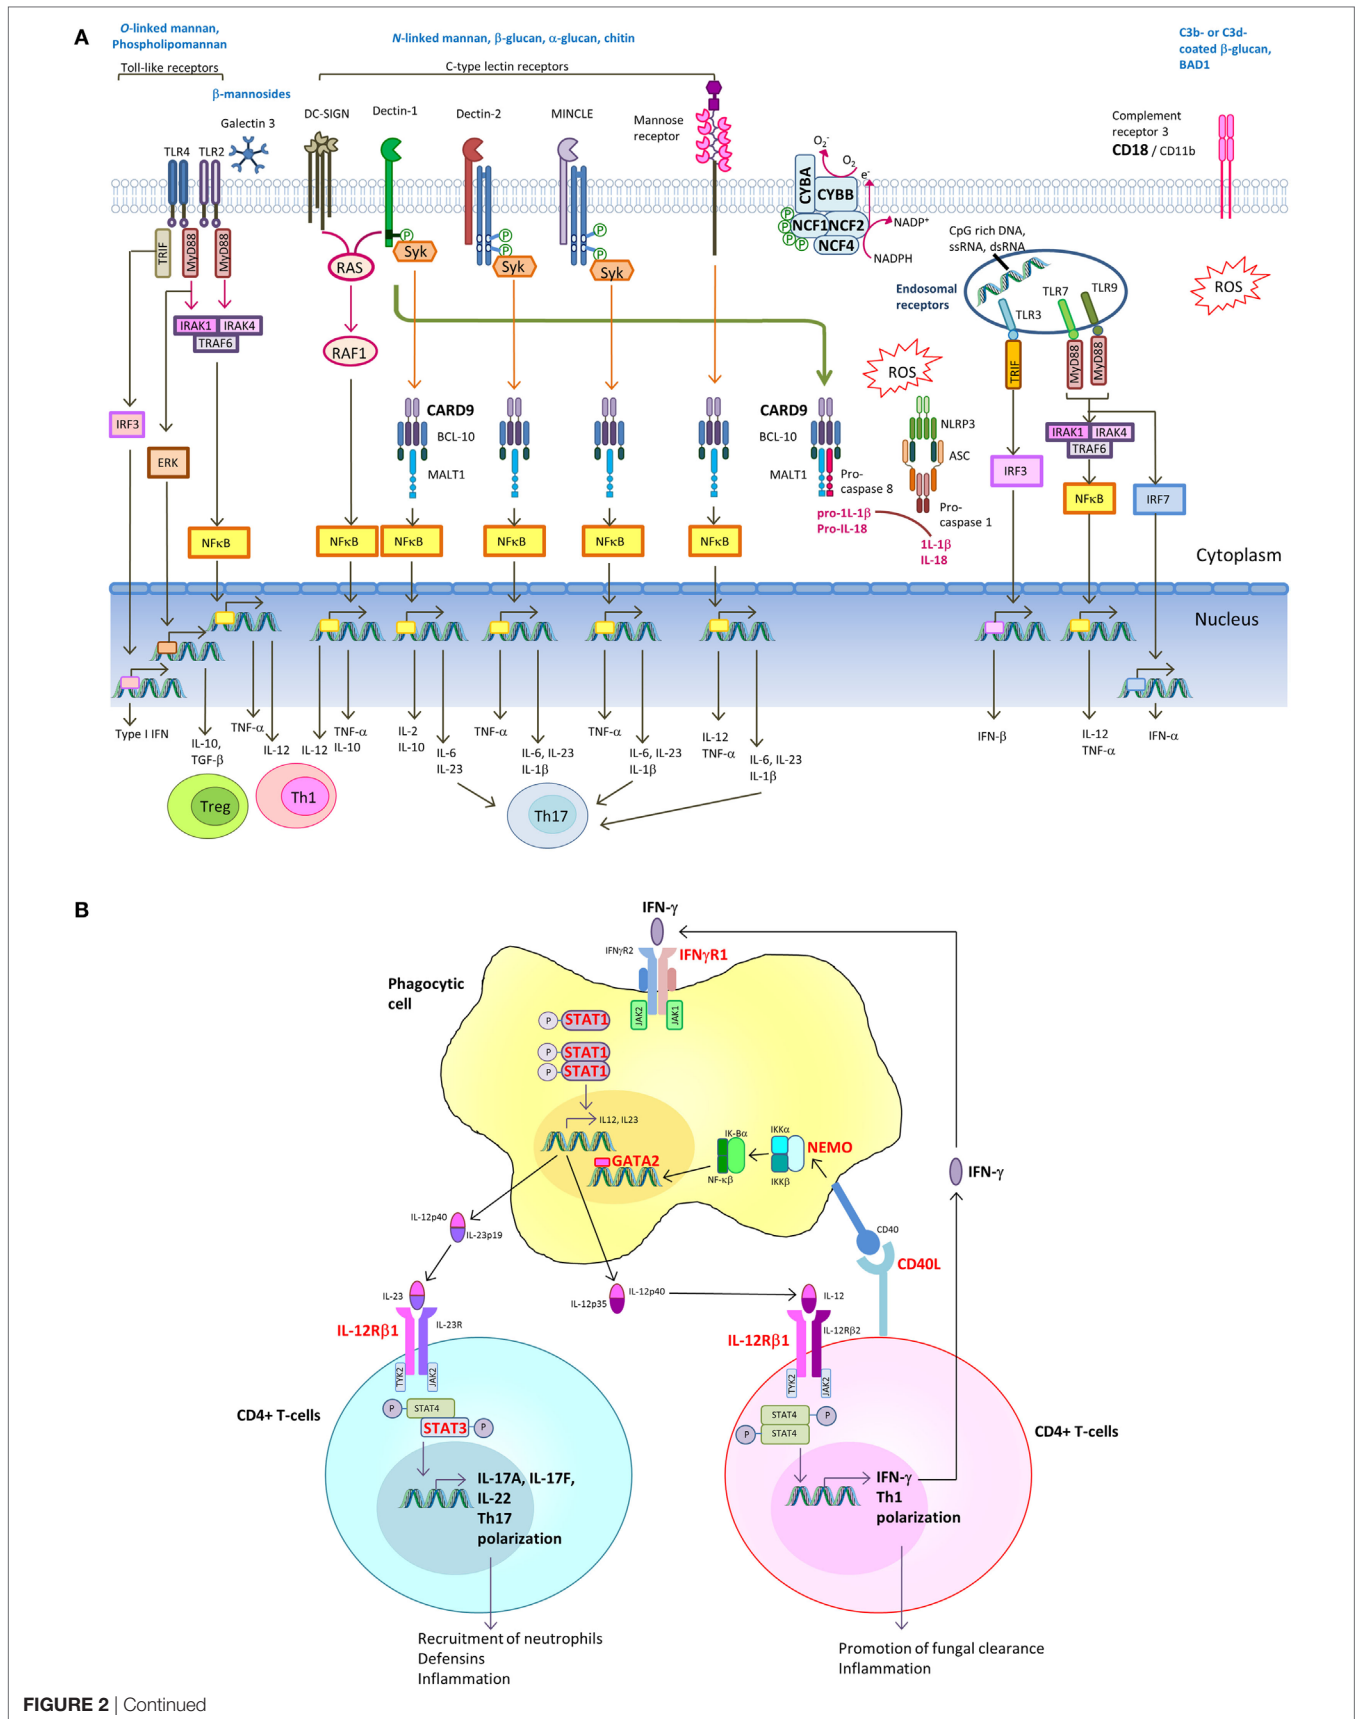 A
O-linked mannan,
Phospholipomannan
Toll-like receptors
β-mannosides
Galectin 3
TLR4
TLR2
N-linked mannan, β-glucan, α-glucan, chitin
C-type lectin receptors
DC-SIGN
Dectin-1
Dectin-2
MINCLE
Mannose
receptor
C3b- or C3d-
coated β-glucan,
BAD1
Complement
receptor 3
CD18 / CD11b
O2-
O2
e-
CYBA
CYBB
NCF1
NCF2
NCF4
P
P
P
P
NADP+
NADPH
TRIF
MyD88
MyD88
RAS
P
Syk
P
P
Syk
P
P
Syk
CpG rich DNA,
ssRNA, dsRNA
Endosomal
receptors
TLR3
TLR7
TLR9
ROS
IRAK1
IRAK4
TRAF6
RAF1
ROS
TRIF
MyD88
MyD88
IRF3
ERK
CARD9
BCL-10
MALT1
CARD9
BCL-10
MALT1
Pro-
caspase 8
NLRP3
ASC
Pro-
caspase 1
pro-1L-1β
Pro-IL-18
1L-1β
IL-18
IRAK1
IRAK4
TRAF6
IRF3
NFκB
IRF7
NFκB
NFκB
NFκB
NFκB
NFκB
NFκB
Cytoplasm
Nucleus
Type I IFN
IL-10,
TGF-β
TNF-α
IL-12
IL-12
TNF-α
IL-10
IL-2
IL-10
IL-6
IL-23
TNF-α
IL-6, IL-23
IL-1β
TNF-α
IL-6, IL-23
IL-1β
IL-12
TNF-α
IL-6, IL-23
IL-1β
IFN-β
IL-12
TNF-α
IFN-α
Treg
Th1
Th17
B
IFN-γ
IFNγR2
IFNγR1
Phagocytic
cell
JAK2
JAK1
P
STAT1
P
STAT1
P
STAT1
IL12, IL23
GATA2
IK-Bα
NF-κβ
IKKα
IKKβ
NEMO
IFN-γ
CD40
CD40L
IL-12p40
IL-23p19
IL-12p35
IL-12p40
IL-23
IL-12Rβ1
IL-23R
IL-12
IL-12Rβ1
IL-12Rβ2
TYK2
JAK2
TYK2
JAK2
CD4+ T-cells
P
STAT4
STAT3
P
STAT4
P
P
STAT4
CD4+ T-cells
IL-17A, IL-17F,
IL-22
Th17
polarization
IFN-γ
Th1
polarization
Recruitment of neutrophils
Defensins
Inflammation
Promotion of fungal clearance
Inflammation
FIGURE 2 | Continued